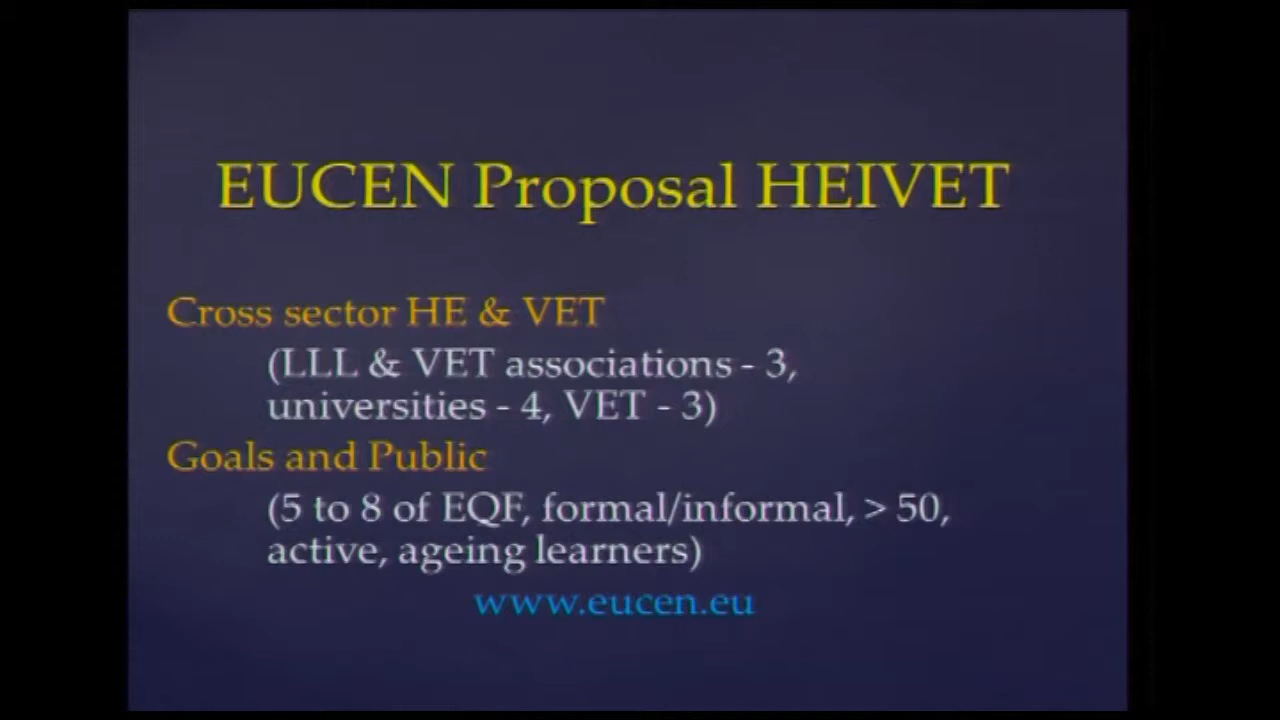 EUCEN Proposal HEIVET
Cross sector HE & VET
(LLL & VET associations - 3,
universities - 4, VET - 3)
Goals and Public
(5 to 8 of EQF, formal/informal, > 50,
active, ageing learners)
www.eucen.eu